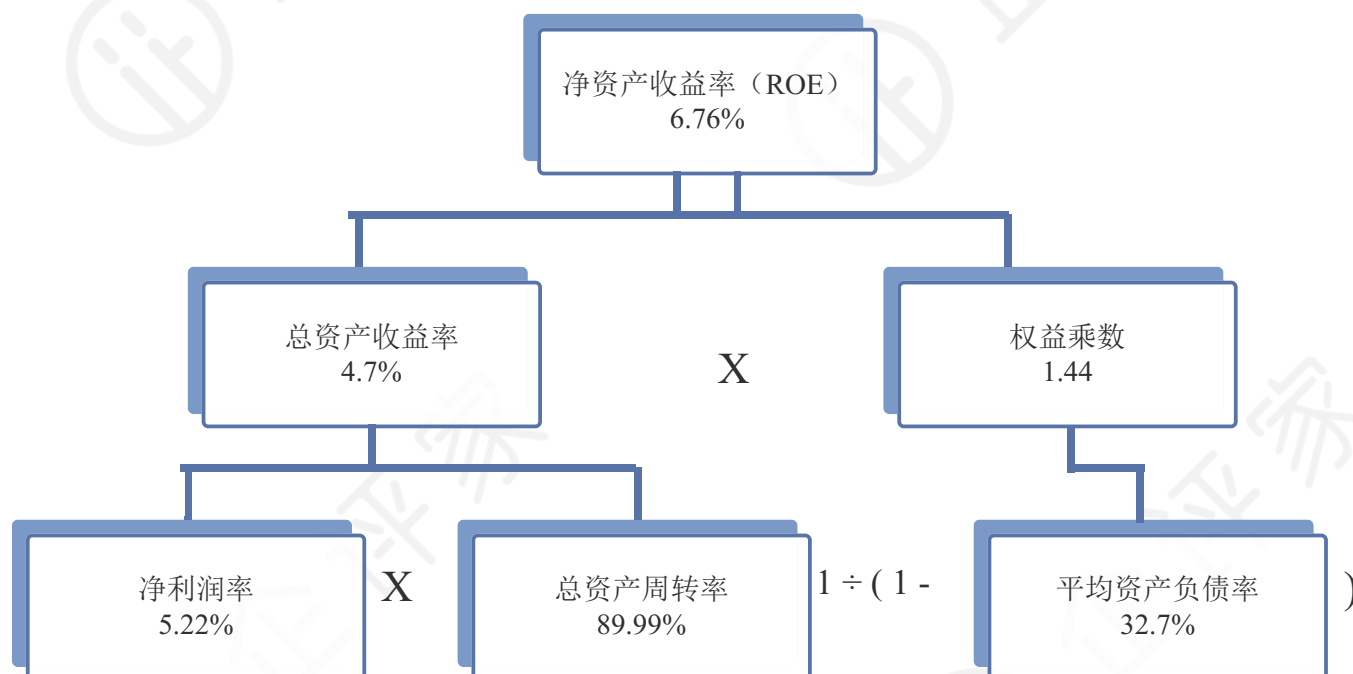 净资产收益率（ROE）
6.76%
总资产收益率
4.7%
X
权益乘数
1.44
净利润率
5.22%
X
总资产周转率
89.99%
1 ÷ ( 1 -
平均资产负债率
32.7%
)